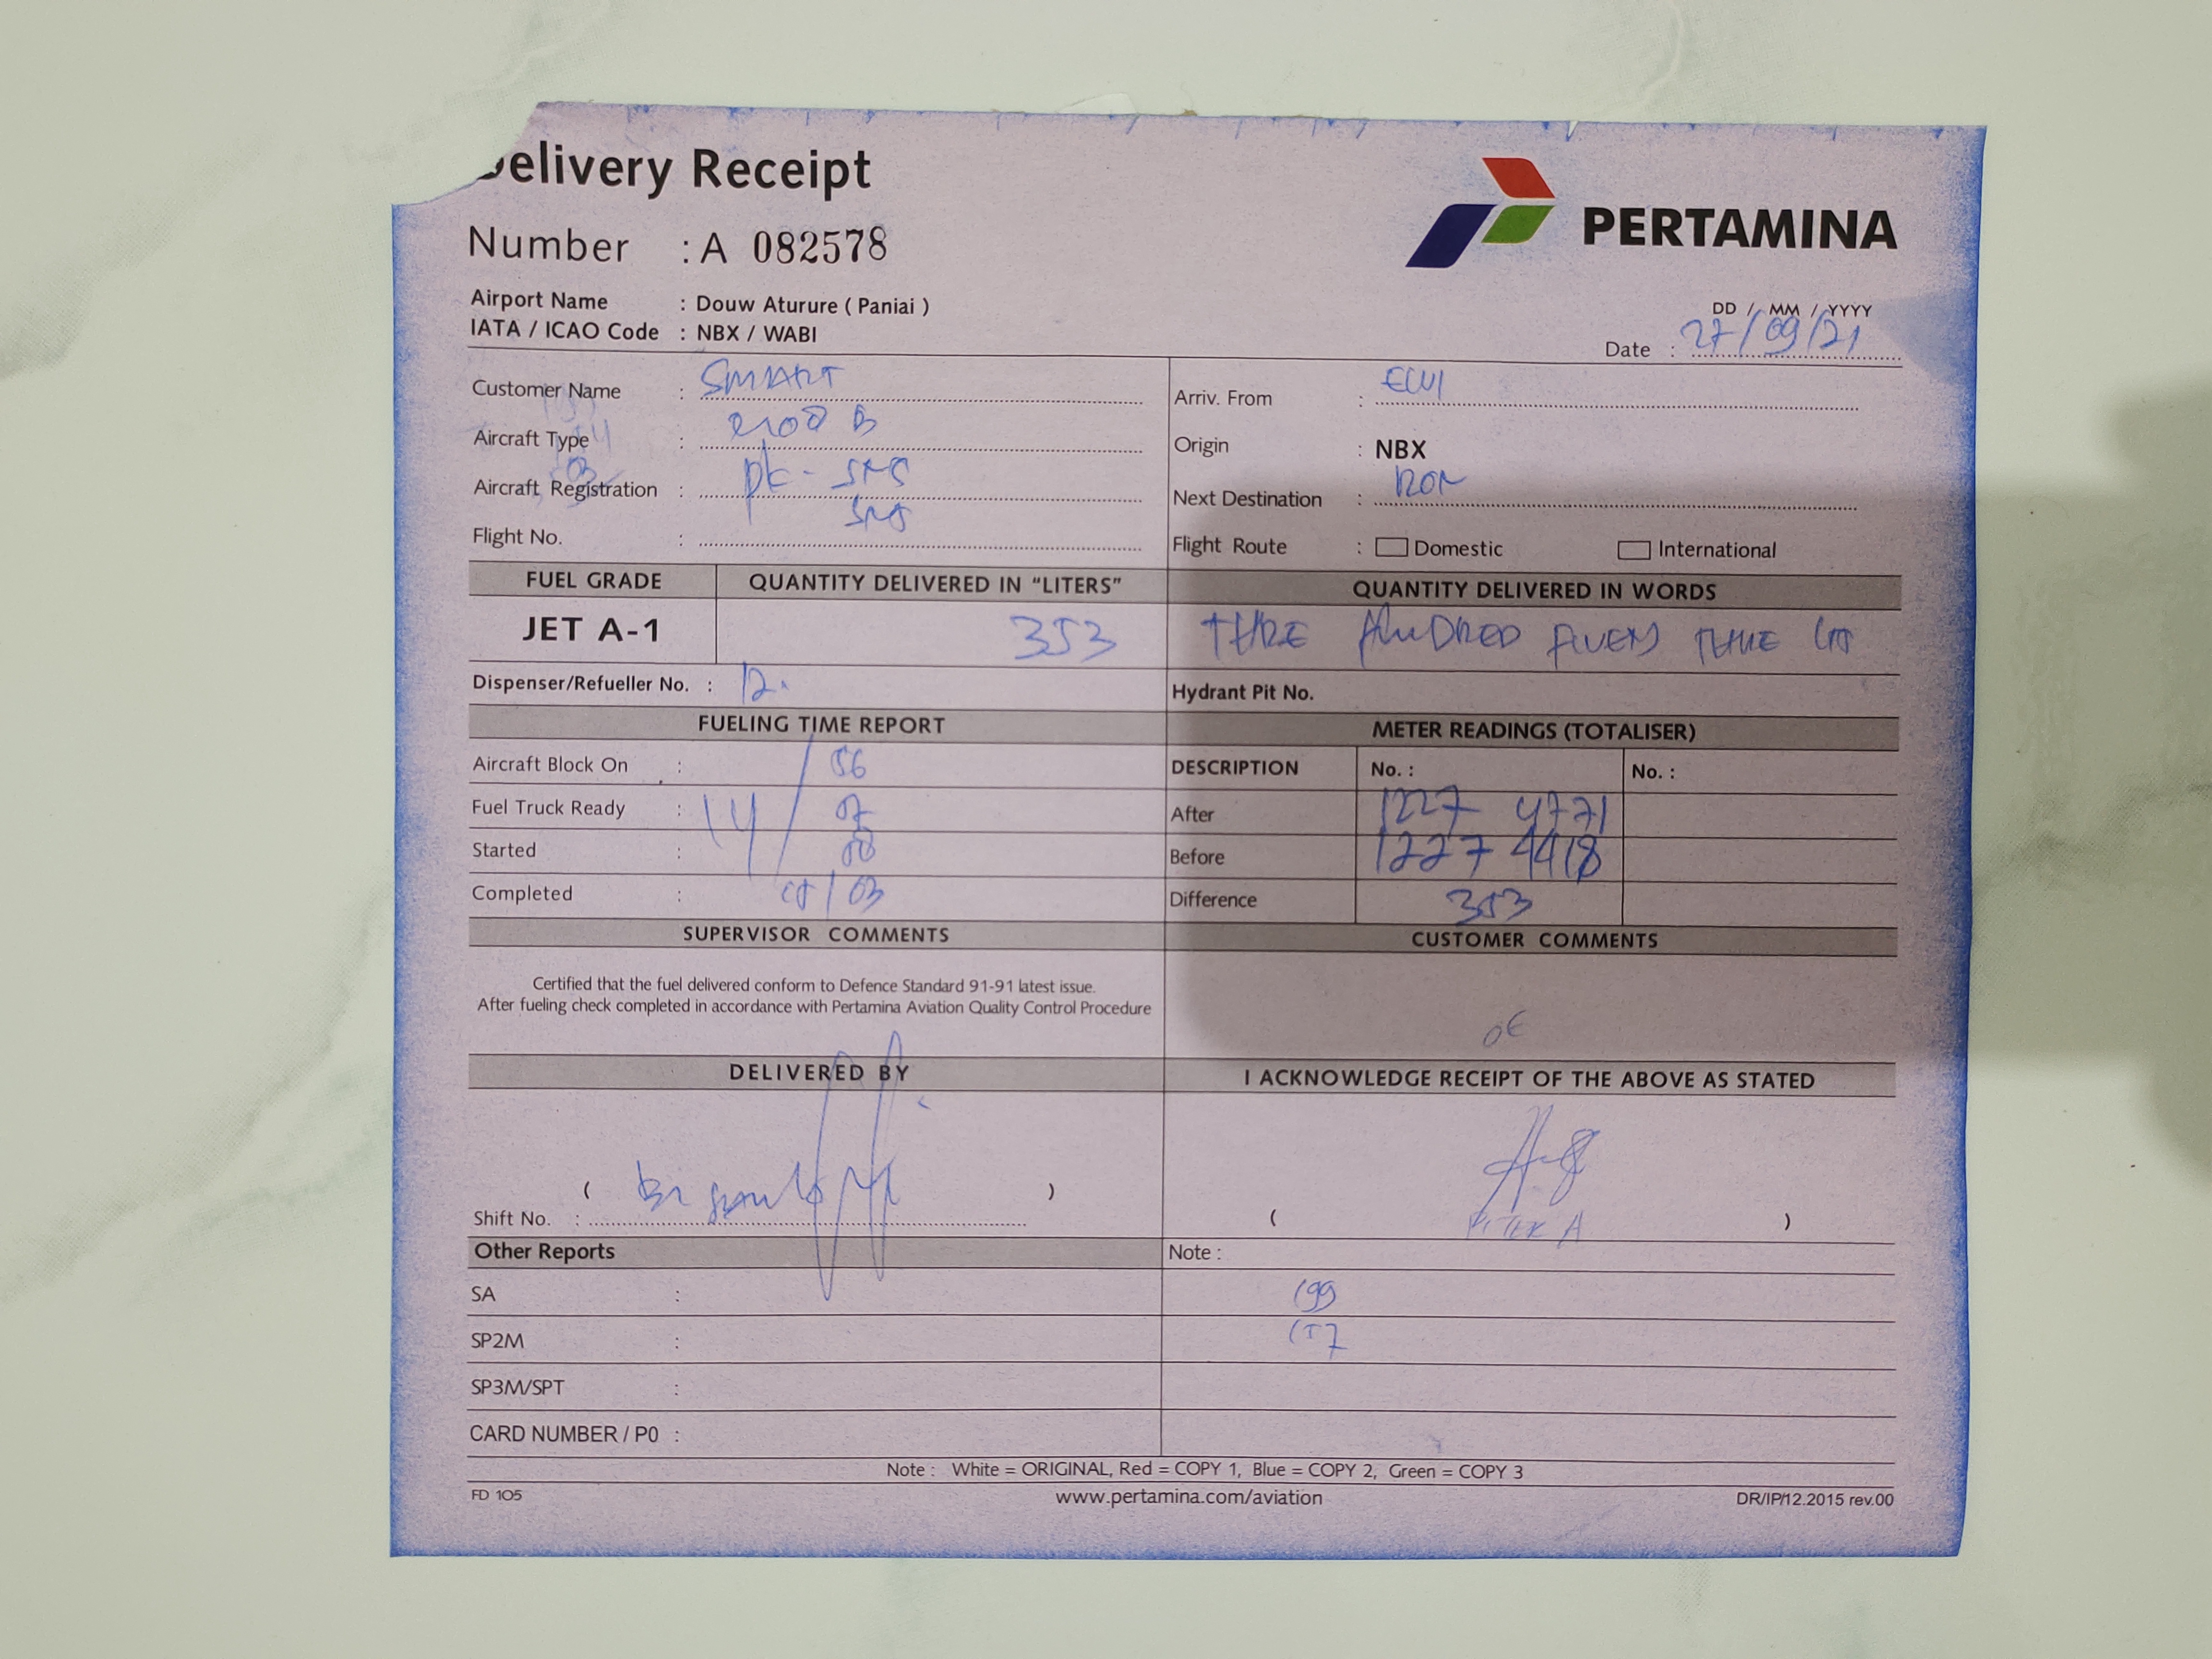 Delivery Receipt
PERTAMINA
Number : A 082578
Airport Name : Douw Aturure ( Paniai )
IATA / ICAO Code : NBX / WABI
DD / MM / YYYY
Date : 27/09/21
Customer Name : SMART
Arriv. From :
Aircraft Type : B
Origin : NBX
Aircraft Registration : PK -
Next Destination : RON
Flight No. :
Flight Route : Domestic International
FUEL GRADE QUANTITY DELIVERED IN “LITERS” QUANTITY DELIVERED IN WORDS
JET A-1 353 HUNDRED
Dispenser/Refueller No. : 12.
Hydrant Pit No.
FUELING TIME REPORT METER READINGS (TOTALISER)
Aircraft Block On : 56
DESCRIPTION No. : No. :
Fuel Truck Ready : 14 /
After 1227 4771
Started :
Before 1227 4418
Completed : / 03
Difference 353
SUPERVISOR COMMENTS CUSTOMER COMMENTS
Certified that the fuel delivered conform to Defence Standard 91-91 latest issue.
After fueling check completed in accordance with Pertamina Aviation Quality Control Procedure
DELIVERED BY I ACKNOWLEDGE RECEIPT OF THE ABOVE AS STATED
( )
Shift No. :
( A )
Other Reports Note :
SA : 199
SP2M : 157
SP3M/SPT :
CARD NUMBER / P0 :
Note : White = ORIGINAL, Red = COPY 1, Blue = COPY 2, Green = COPY 3
FD 105 www.pertamina.com/aviation DR/IP/12.2015 rev.00